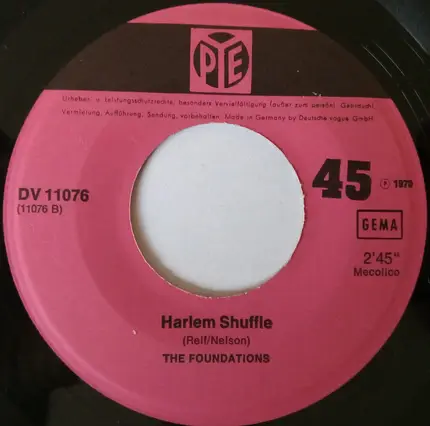 PYE
Urheber- u. leistungsschutzrechte, besonders Vervielfältigung (außer zum persönl. Gebrauch)
Vermietung, Aufführung, Sendung, vorbehalten. Made in Germany by Deutsche vogue GmbH
DV 11076
(11076 B)
45 Ⓟ 1970
GEMA
2'45"
Mecolico
Harlem Shuffle
(Relf/Nelson)
THE FOUNDATIONS